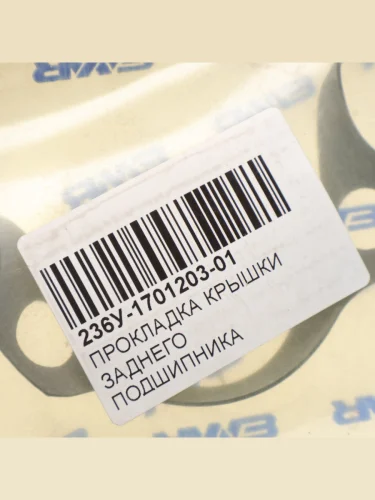 236У-1701203-01
ПРОКЛАДКА КРЫШКИ
ЗАДНЕГО
ПОДШИПНИКА